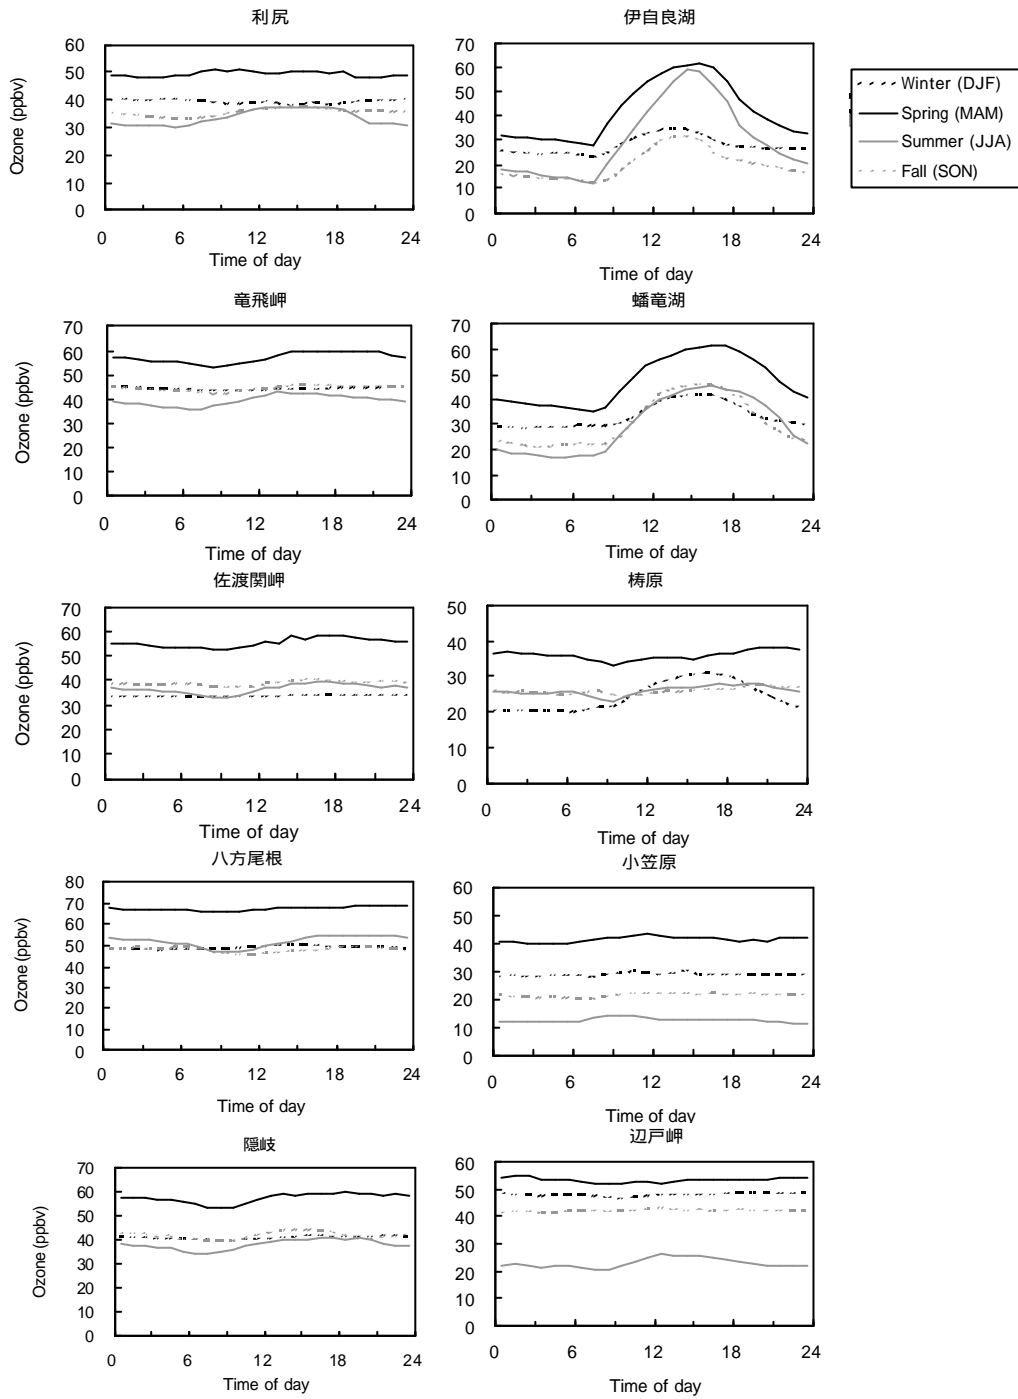 利尻
60
50
40
30
20
10
0
Ozone (ppbv)
0 6 12 18 24
Time of day
伊自良湖
70
60
50
40
30
20
10
0
0 6 12 18 24
Time of day
Winter (DJF)
Spring (MAM)
Summer (JJA)
Fall (SON)
竜飛岬
70
60
50
40
30
20
10
0
Ozone (ppbv)
0 6 12 18 24
Time of day
蟠竜湖
70
60
50
40
30
20
10
0
0 6 12 18 24
Time of day
佐渡関岬
70
60
50
40
30
20
10
0
Ozone (ppbv)
0 6 12 18 24
Time of day
梼原
50
40
30
20
10
0
0 6 12 18 24
Time of day
八方尾根
80
70
60
50
40
30
20
10
0
Ozone (ppbv)
0 6 12 18 24
Time of day
小笠原
60
50
40
30
20
10
0
0 6 12 18 24
Time of day
隠岐
70
60
50
40
30
20
10
0
Ozone (ppbv)
0 6 12 18 24
Time of day
辺戸岬
60
50
40
30
20
10
0
0 6 12 18 24
Time of day